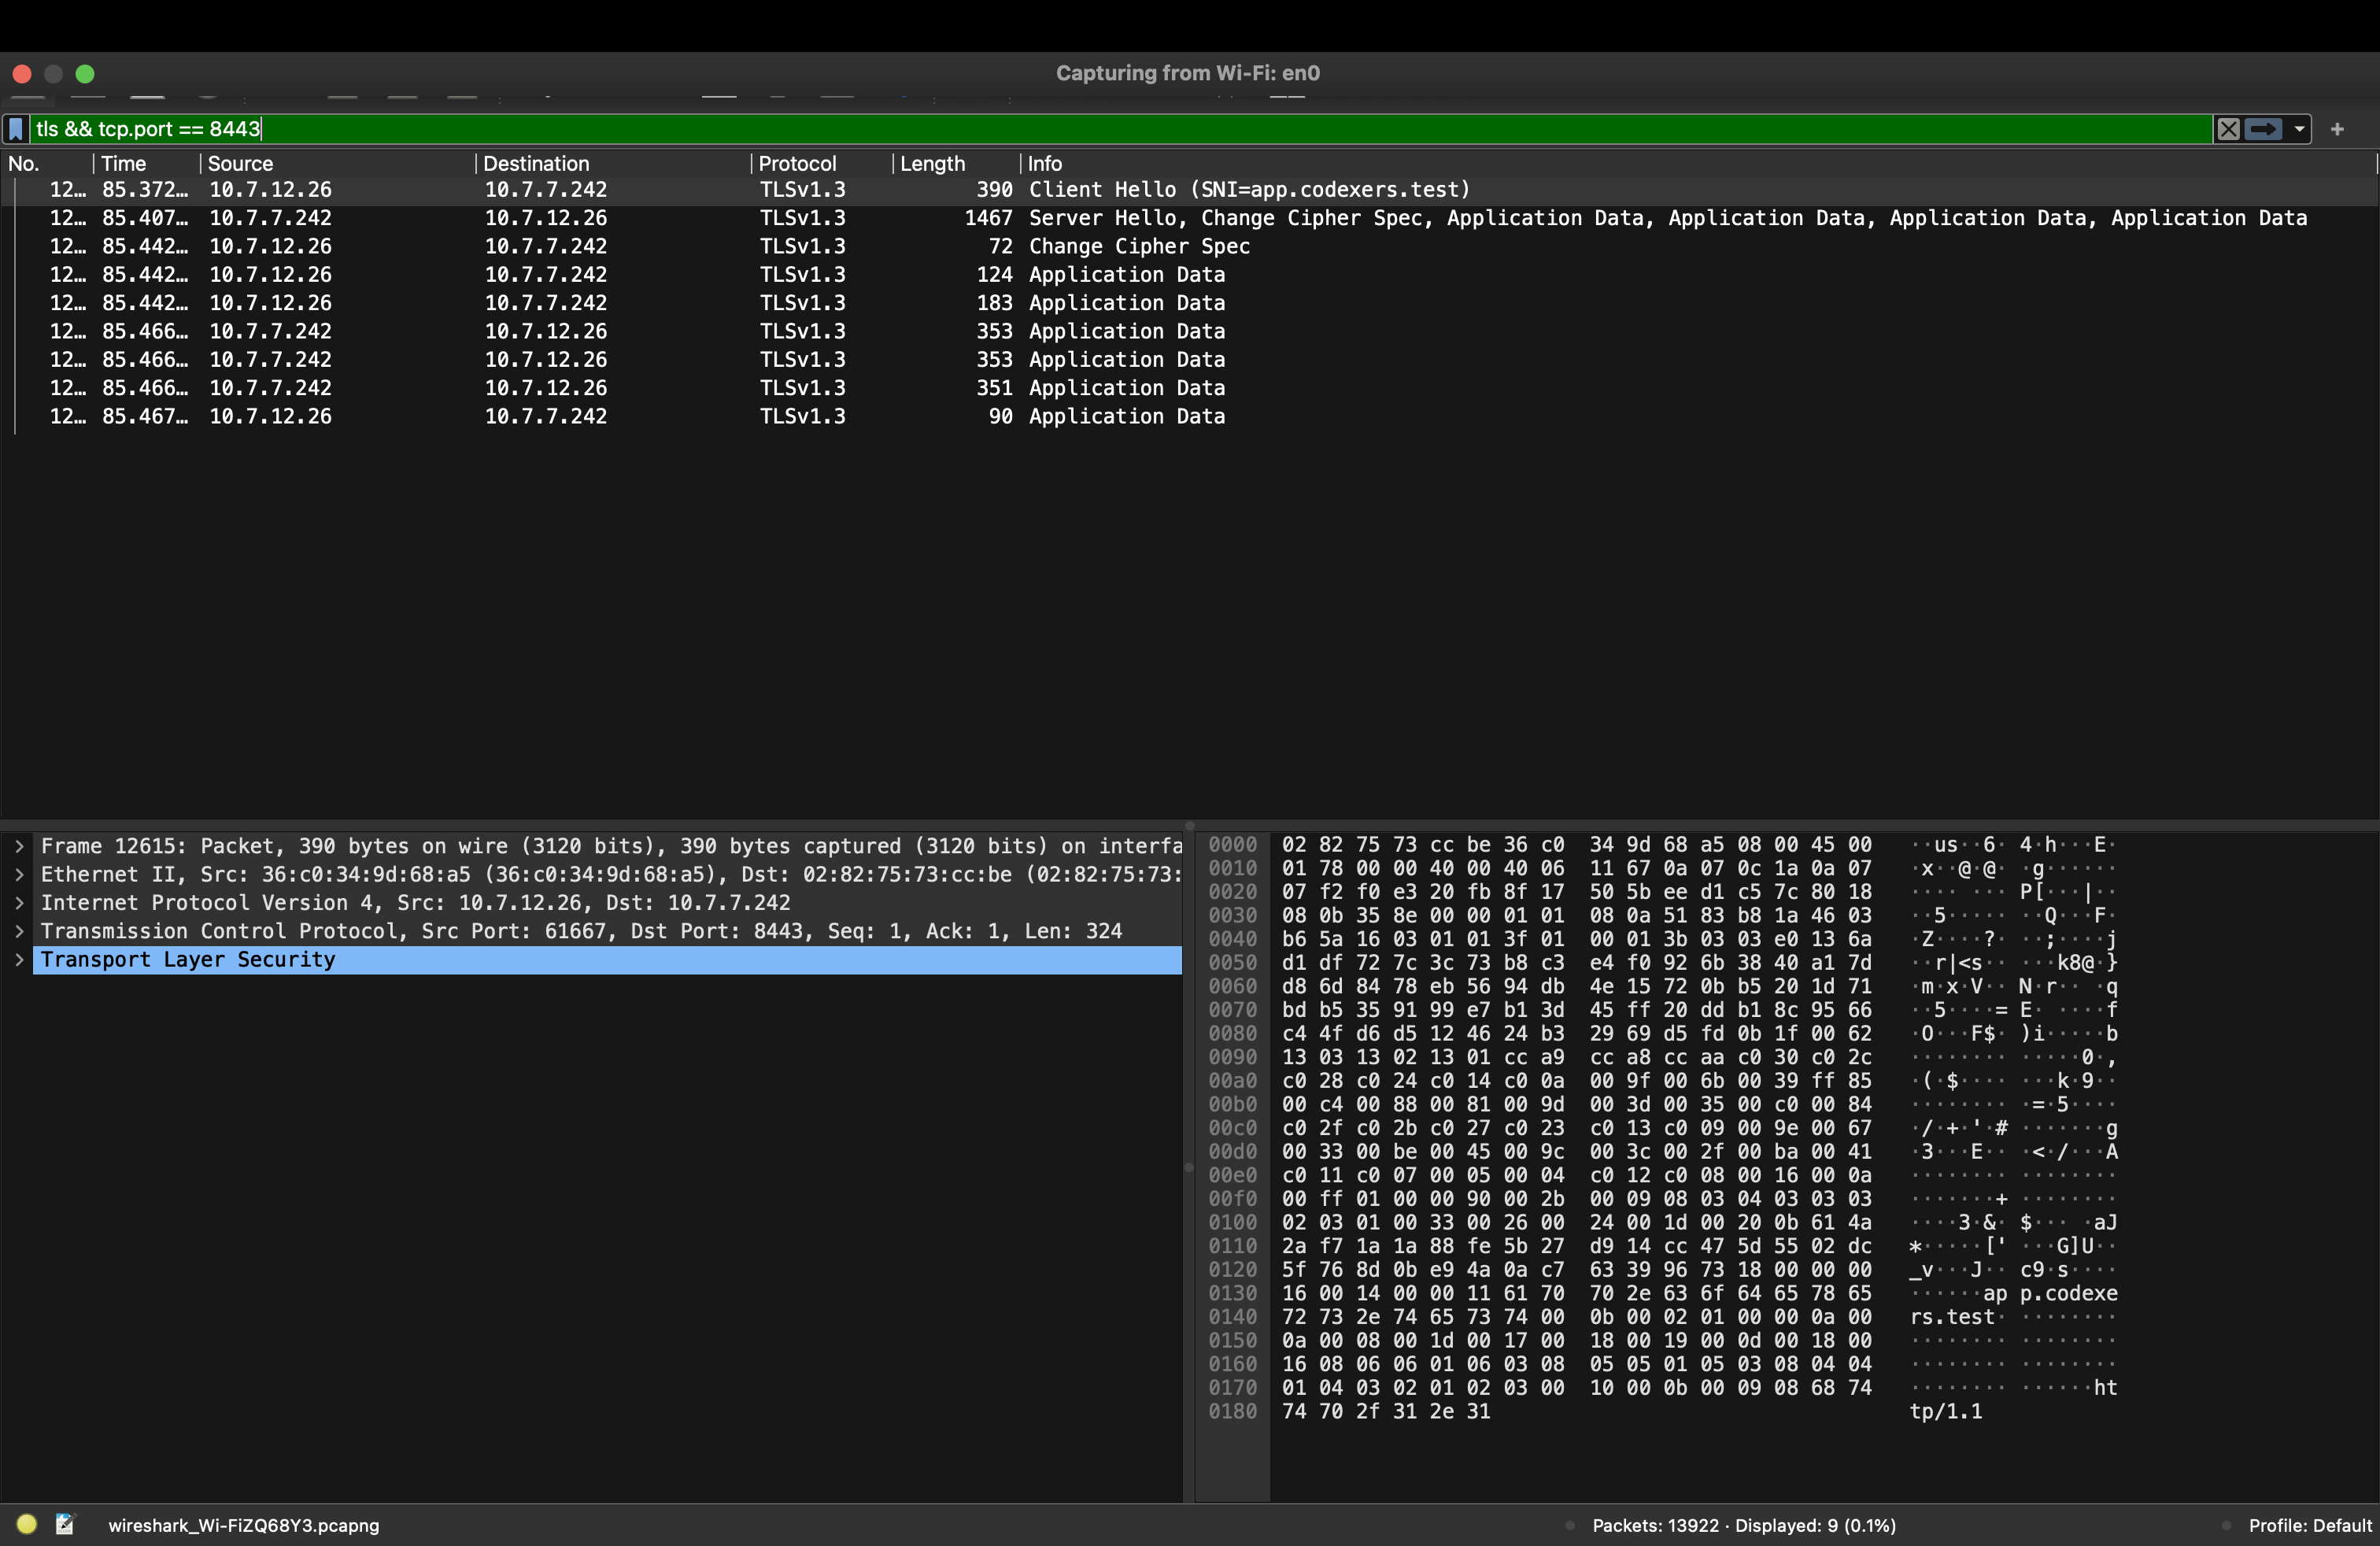 Capturing from Wi-Fi: en0
tls && tcp.port == 8443
No. Time Source Destination Protocol Length Info
12… 85.372… 10.7.12.26 10.7.7.242 TLSv1.3 390 Client Hello (SNI=app.codexers.test)
12… 85.407… 10.7.7.242 10.7.12.26 TLSv1.3 1467 Server Hello, Change Cipher Spec, Application Data, Application Data, Application Data, Application Data
12… 85.442… 10.7.12.26 10.7.7.242 TLSv1.3 72 Change Cipher Spec
12… 85.442… 10.7.12.26 10.7.7.242 TLSv1.3 124 Application Data
12… 85.442… 10.7.12.26 10.7.7.242 TLSv1.3 183 Application Data
12… 85.466… 10.7.7.242 10.7.12.26 TLSv1.3 353 Application Data
12… 85.466… 10.7.7.242 10.7.12.26 TLSv1.3 353 Application Data
12… 85.466… 10.7.7.242 10.7.12.26 TLSv1.3 351 Application Data
12… 85.467… 10.7.12.26 10.7.7.242 TLSv1.3 90 Application Data
Frame 12615: Packet, 390 bytes on wire (3120 bits), 390 bytes captured (3120 bits) on interfa
Ethernet II, Src: 36:c0:34:9d:68:a5 (36:c0:34:9d:68:a5), Dst: 02:82:75:73:cc:be (02:82:75:73:
Internet Protocol Version 4, Src: 10.7.12.26, Dst: 10.7.7.242
Transmission Control Protocol, Src Port: 61667, Dst Port: 8443, Seq: 1, Ack: 1, Len: 324
Transport Layer Security
0000 02 82 75 73 cc be 36 c0 34 9d 68 a5 08 00 45 00 ··us··6· 4·h···E·
0010 01 78 00 00 40 00 40 06 11 67 0a 07 0c 1a 0a 07 ·x··@·@· ·g······
0020 07 f2 f0 e3 20 fb 8f 17 50 5b ee d1 c5 7c 80 18 ···· ··· P[···|··
0030 08 0b 35 8e 00 00 01 01 08 0a 51 83 b8 1a 46 03 ··5····· ··Q···F·
0040 b6 5a 16 03 01 01 3f 01 00 01 3b 03 03 e0 13 6a ·Z····?· ··;····j
0050 d1 df 72 7c 3c 73 b8 c3 e4 f0 92 6b 38 40 a1 7d ··r|<s·· ···k8@·}
0060 d8 6d 84 78 eb 56 94 db 4e 15 72 0b b5 20 1d 71 ·m·x·V·· N·r·· ·q
0070 bd b5 35 91 99 e7 b1 3d 45 ff 20 dd b1 8c 95 66 ··5····= E· ····f
0080 c4 4f d6 d5 12 46 24 b3 29 69 d5 fd 0b 1f 00 62 ·O···F$· )i·····b
0090 13 03 13 02 13 01 cc a9 cc a8 cc aa c0 30 c0 2c ········ ·····0·,
00a0 c0 28 c0 24 c0 14 c0 0a 00 9f 00 6b 00 39 ff 85 ·(·$···· ···k·9··
00b0 00 c4 00 88 00 81 00 9d 00 3d 00 35 00 c0 00 84 ········ ·=·5····
00c0 c0 2f c0 2b c0 27 c0 23 c0 13 c0 09 00 9e 00 67 ·/·+·'·# ·······g
00d0 00 33 00 be 00 45 00 9c 00 3c 00 2f 00 ba 00 41 ·3···E·· ·<·/···A
00e0 c0 11 c0 07 00 05 00 04 c0 12 c0 08 00 16 00 0a ········ ········
00f0 00 ff 01 00 00 90 00 2b 00 09 08 03 04 03 03 03 ·······+ ········
0100 02 03 01 00 33 00 26 00 24 00 1d 00 20 0b 61 4a ····3·&· $··· ·aJ
0110 2a f7 1a 1a 88 fe 5b 27 d9 14 cc 47 5d 55 02 dc *·····[' ···G]U··
0120 5f 76 8d 0b e9 4a 0a c7 63 39 96 73 18 00 00 00 _v···J·· c9·s····
0130 16 00 14 00 00 11 61 70 70 2e 63 6f 64 65 78 65 ······ap p.codexe
0140 72 73 2e 74 65 73 74 00 0b 00 02 01 00 00 0a 00 rs.test· ········
0150 0a 00 08 00 1d 00 17 00 18 00 19 00 0d 00 18 00 ········ ········
0160 16 08 06 06 01 06 03 08 05 05 01 05 03 08 04 04 ········ ········
0170 01 04 03 02 01 02 03 00 10 00 0b 00 09 08 68 74 ········ ······ht
0180 74 70 2f 31 2e 31 tp/1.1
wireshark_Wi-FiZQ68Y3.pcapng
Packets: 13922 · Displayed: 9 (0.1%)
Profile: Default